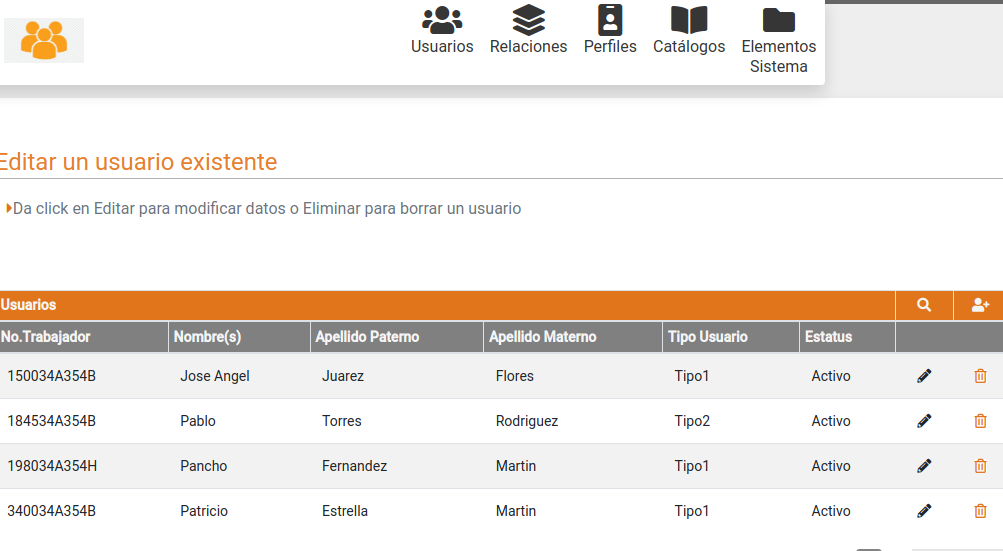 Usuarios Relaciones Perfiles Catálogos Elementos
Sistema
Editar un usuario existente
Da click en Editar para modificar datos o Eliminar para borrar un usuario
Usuarios
No.Trabajador Nombre(s) Apellido Paterno Apellido Materno Tipo Usuario Estatus
150034A354B Jose Angel Juarez Flores Tipo1 Activo
184534A354B Pablo Torres Rodriguez Tipo2 Activo
198034A354H Pancho Fernandez Martin Tipo1 Activo
340034A354B Patricio Estrella Martin Tipo1 Activo